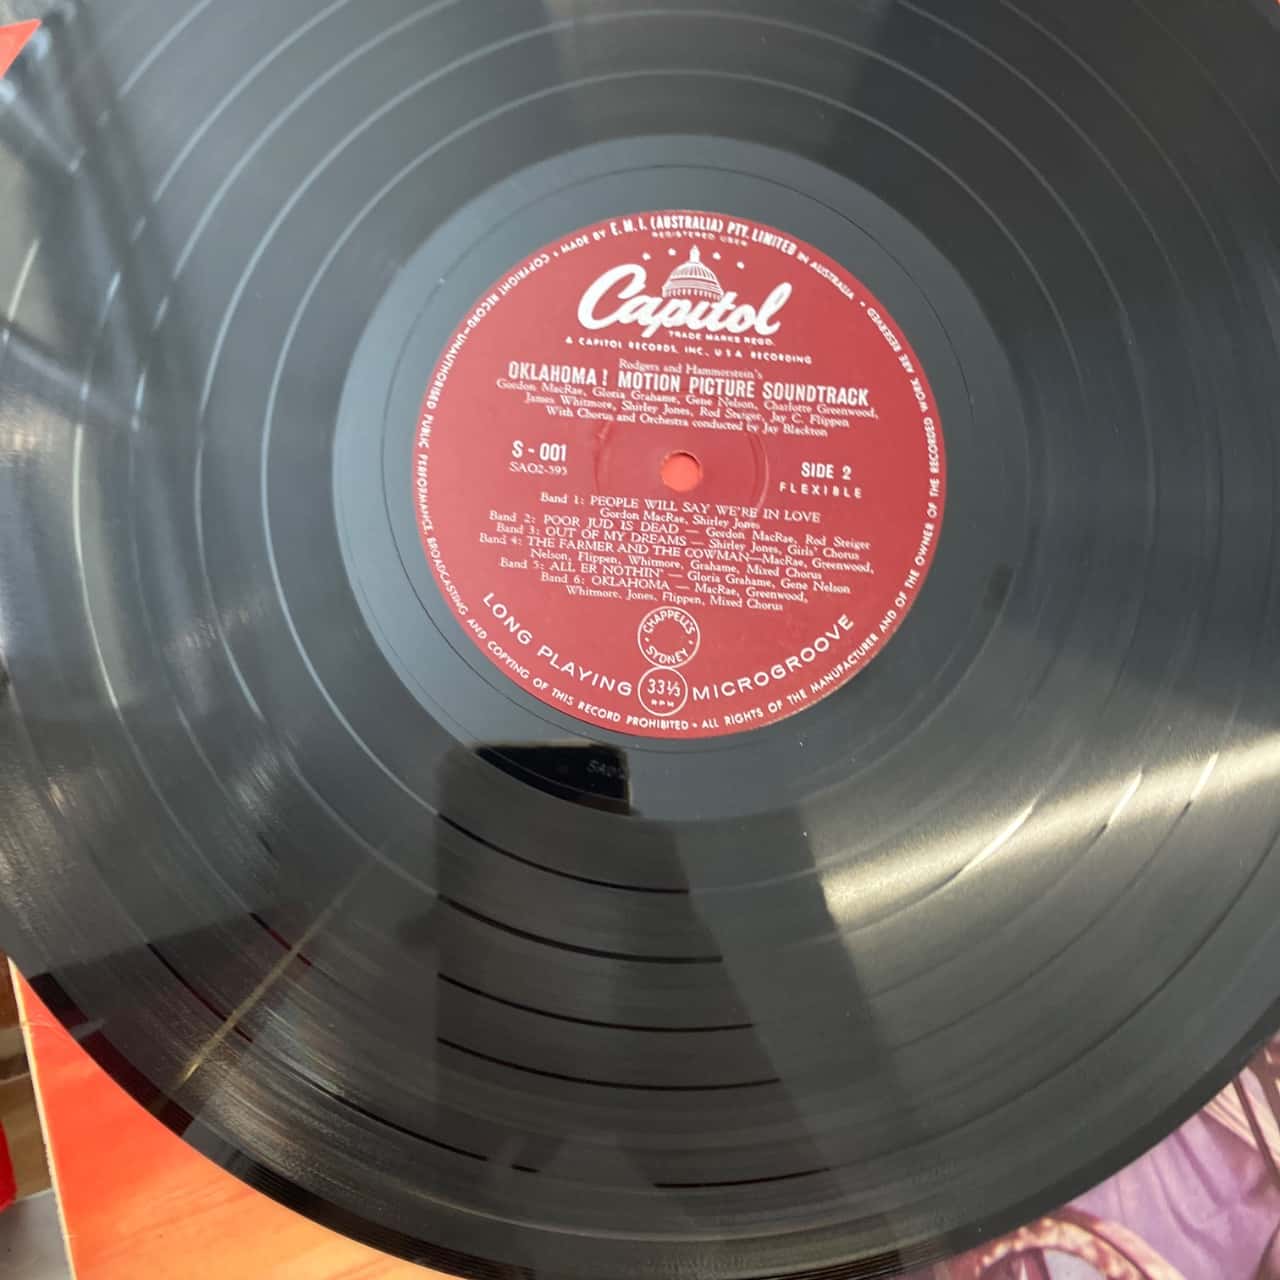 COPYRIGHT RECORD—UNAUTHORISED PUBLIC PERFORMANCE, BROADCASTING AND COPYING OF THIS RECORD PROHIBITED • ALL RIGHTS OF THE MANUFACTURER AND OF THE OWNER OF THE RECORDED WORK ARE RESERVED • MADE BY E. M. I. (AUSTRALIA) PTY. LIMITED IN AUSTRALIA
REGISTERED USER
Capitol
TRADE MARKS REGD.
& CAPITOL RECORDS, INC., U S A RECORDING
Rodgers and Hammerstein's
OKLAHOMA! MOTION PICTURE SOUNDTRACK
Gordon MacRae, Gloria Grahame, Gene Nelson, Charlotte Greenwood,
James Whitmore, Shirley Jones, Rod Steiger, Jay C. Flippen
With Chorus and Orchestra conducted by Jay Blackton
S - 001
SAO2-595
SIDE 2
FLEXIBLE
Band 1: PEOPLE WILL SAY WE'RE IN LOVE
Gordon MacRae, Shirley Jones
Band 2: POOR JUD IS DEAD — Gordon MacRae, Rod Steiger
Band 3: OUT OF MY DREAMS — Shirley Jones, Girls' Chorus
Band 4: THE FARMER AND THE COWMAN—MacRae, Greenwood,
Nelson, Flippen, Whitmore, Grahame, Mixed Chorus
Band 5: ALL ER NOTHIN' — Gloria Grahame, Gene Nelson
Band 6: OKLAHOMA — MacRae, Greenwood,
Whitmore, Jones, Flippen, Mixed Chorus
CHAPPELL'S
SYDNEY
LONG PLAYING 33⅓ MICROGROOVE
RPM